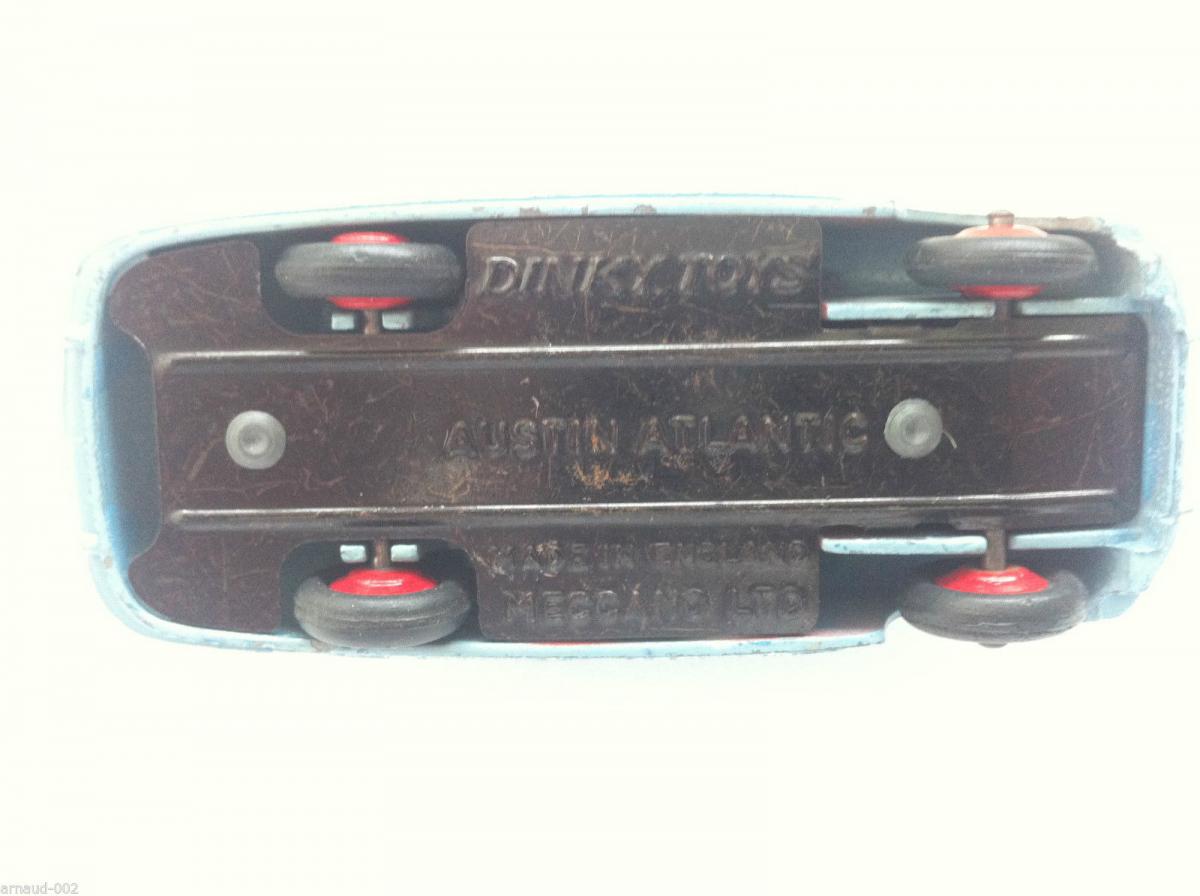 DINKY TOYS
AUSTIN ATLANTIC
MADE IN ENGLAND
MECCANO LTD
arnaud-002